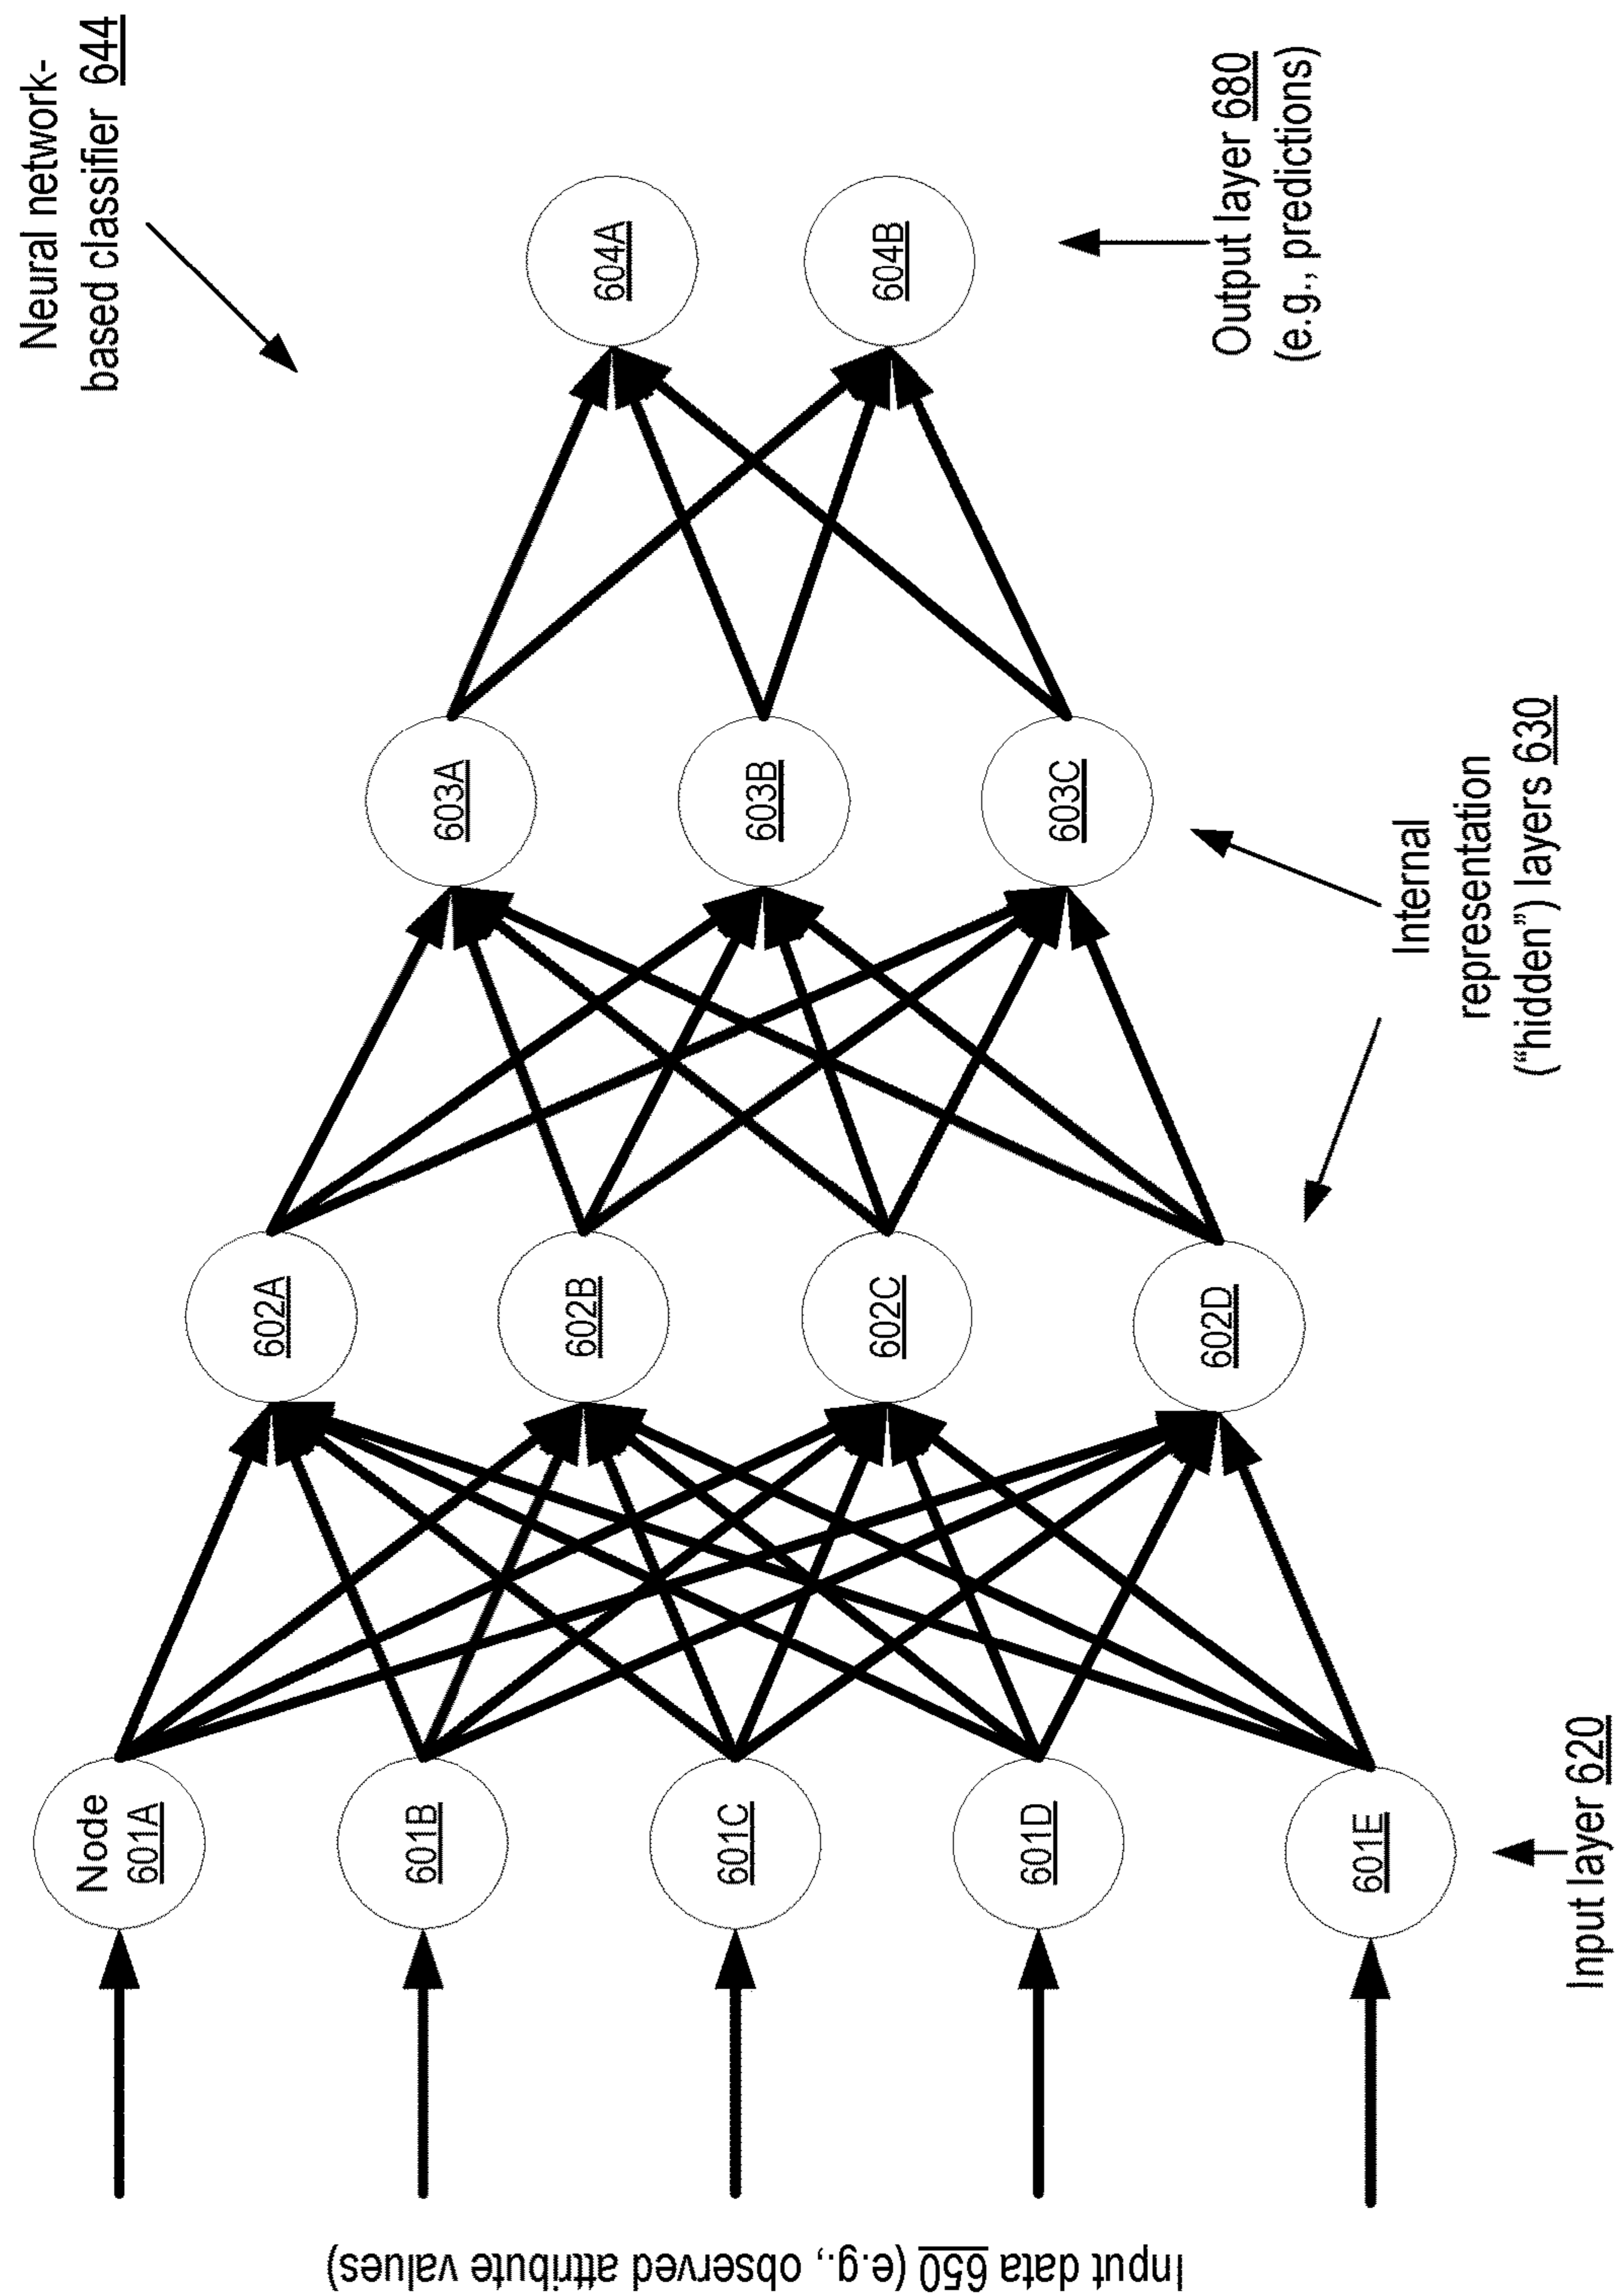 Neural network-
based classifier 644
Input data 650 (e.g., observed attribute values)
Node
601A
601B
601C
601D
601E
602A
602B
602C
602D
603A
603B
603C
604A
604B
Input layer 620
Internal
representation
(“hidden”) layers 630
Output layer 680
(e.g., predictions)